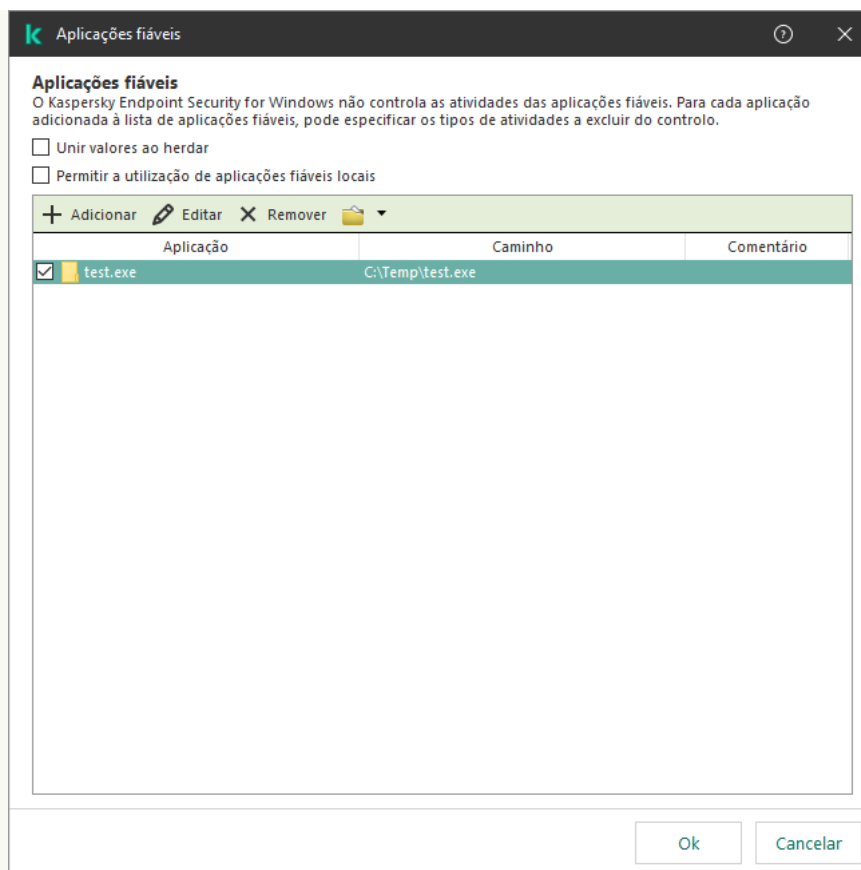 Aplicações fiáveis
Aplicações fiáveis
O Kaspersky Endpoint Security for Windows não controla as atividades das aplicações fiáveis. Para cada aplicação
adicionada à lista de aplicações fiáveis, pode especificar os tipos de atividades a excluir do controlo.
Unir valores ao herdar
Permitir a utilização de aplicações fiáveis locais
Adicionar Editar Remover
Aplicação Caminho Comentário
test.exe C:\Temp\test.exe
Ok Cancelar